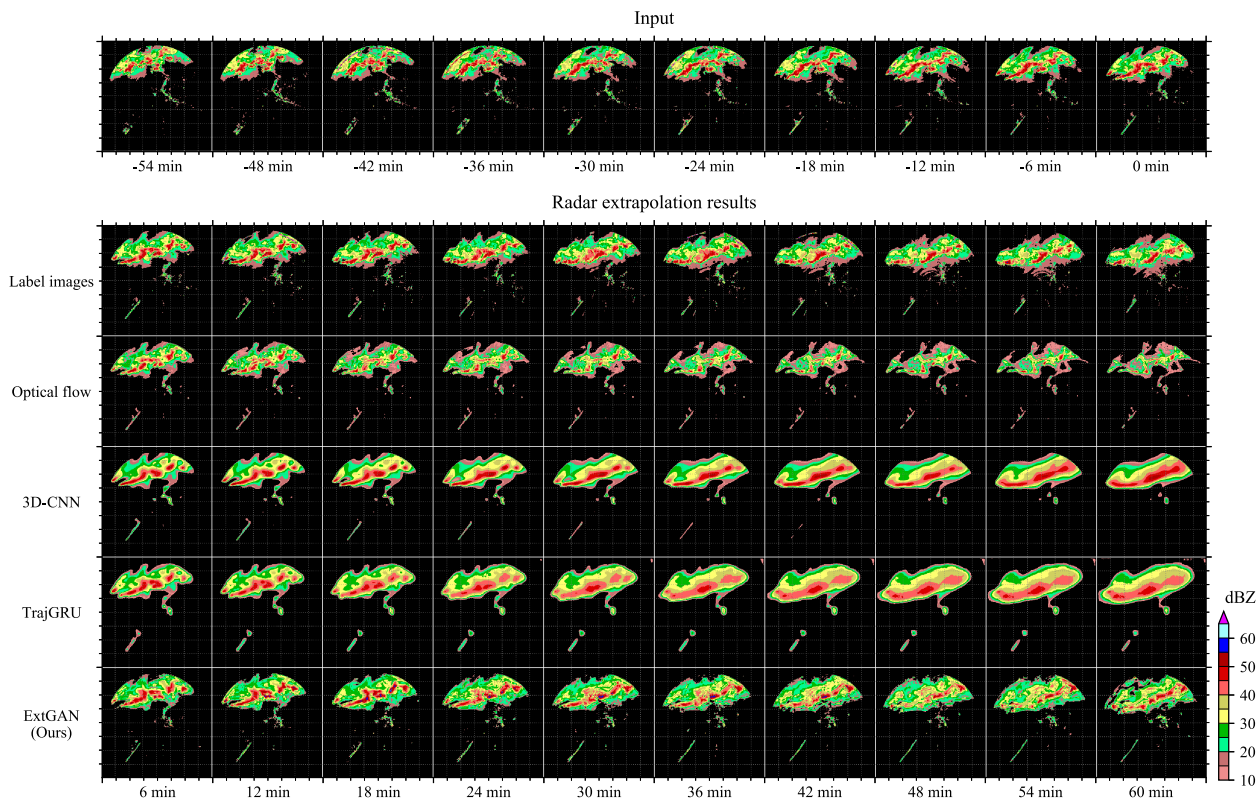 Input
-54 min -48 min -42 min -36 min -30 min -24 min -18 min -12 min -6 min 0 min
Radar extrapolation results
Label images
Optical flow
3D-CNN
TrajGRU
ExtGAN
(Ours)
dBZ
60
50
40
30
20
10
6 min 12 min 18 min 24 min 30 min 36 min 42 min 48 min 54 min 60 min